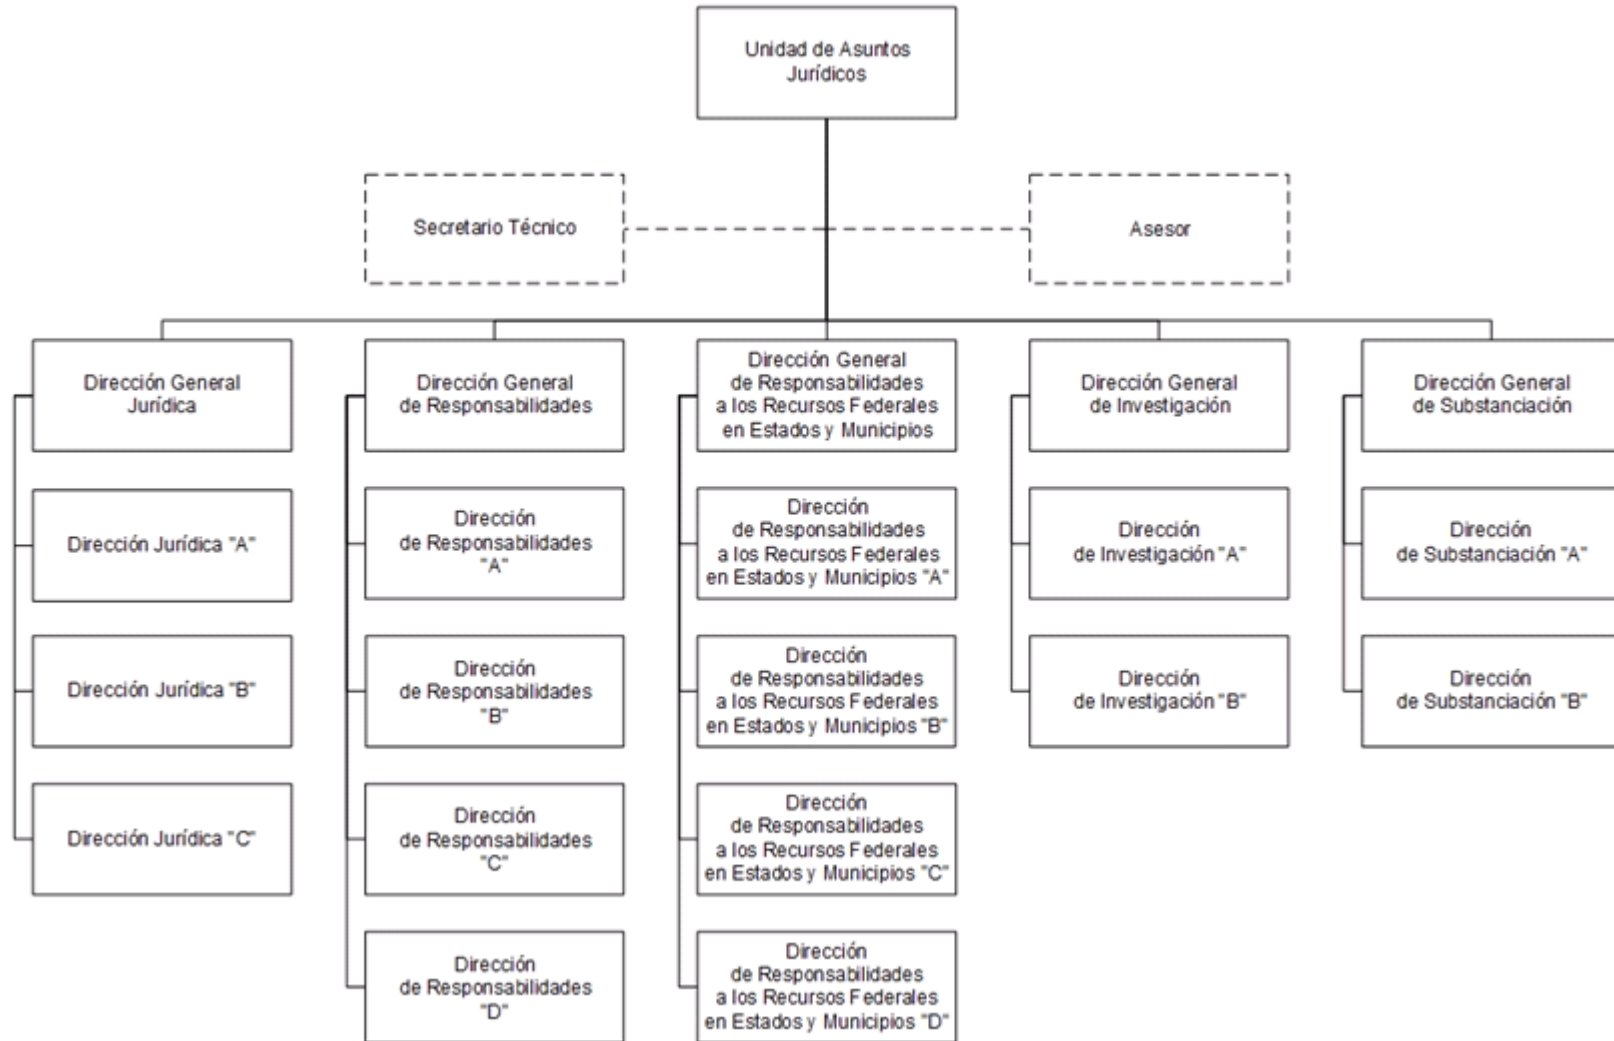 Unidad de Asuntos
Jurídicos
Secretario Técnico
Asesor
Dirección General
Jurídica
Dirección General
de Responsabilidades
Dirección General
de Responsabilidades
a los Recursos Federales
en Estados y Municipios
Dirección General
de Investigación
Dirección General
de Substanciación
Dirección Jurídica "A"
Dirección
de Responsabilidades
"A"
Dirección
de Responsabilidades
a los Recursos Federales
en Estados y Municipios "A"
Dirección
de Investigación "A"
Dirección
de Substanciación "A"
Dirección Jurídica "B"
Dirección
de Responsabilidades
"B"
Dirección
de Responsabilidades
a los Recursos Federales
en Estados y Municipios "B"
Dirección
de Investigación "B"
Dirección
de Substanciación "B"
Dirección Jurídica "C"
Dirección
de Responsabilidades
"C"
Dirección
de Responsabilidades
a los Recursos Federales
en Estados y Municipios "C"
Dirección
de Responsabilidades
"D"
Dirección
de Responsabilidades
a los Recursos Federales
en Estados y Municipios "D"